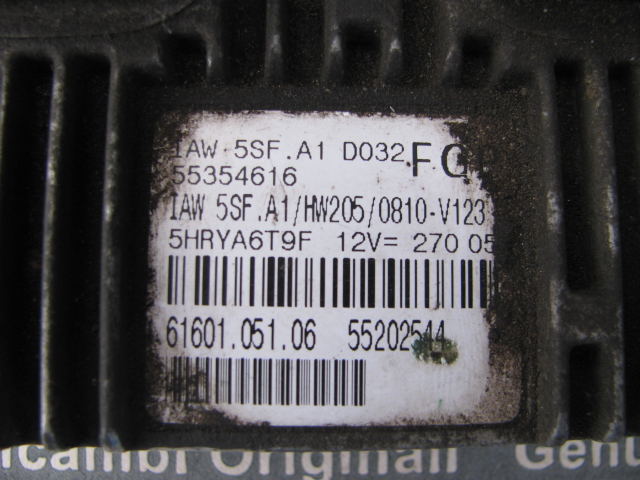 IAW 5SF.A1 D032
55354616
IAW 5SF.A1/HW205/0810-V123
5HRYA6T9F 12V= 270 05
61601.051.06 55202544
Originali